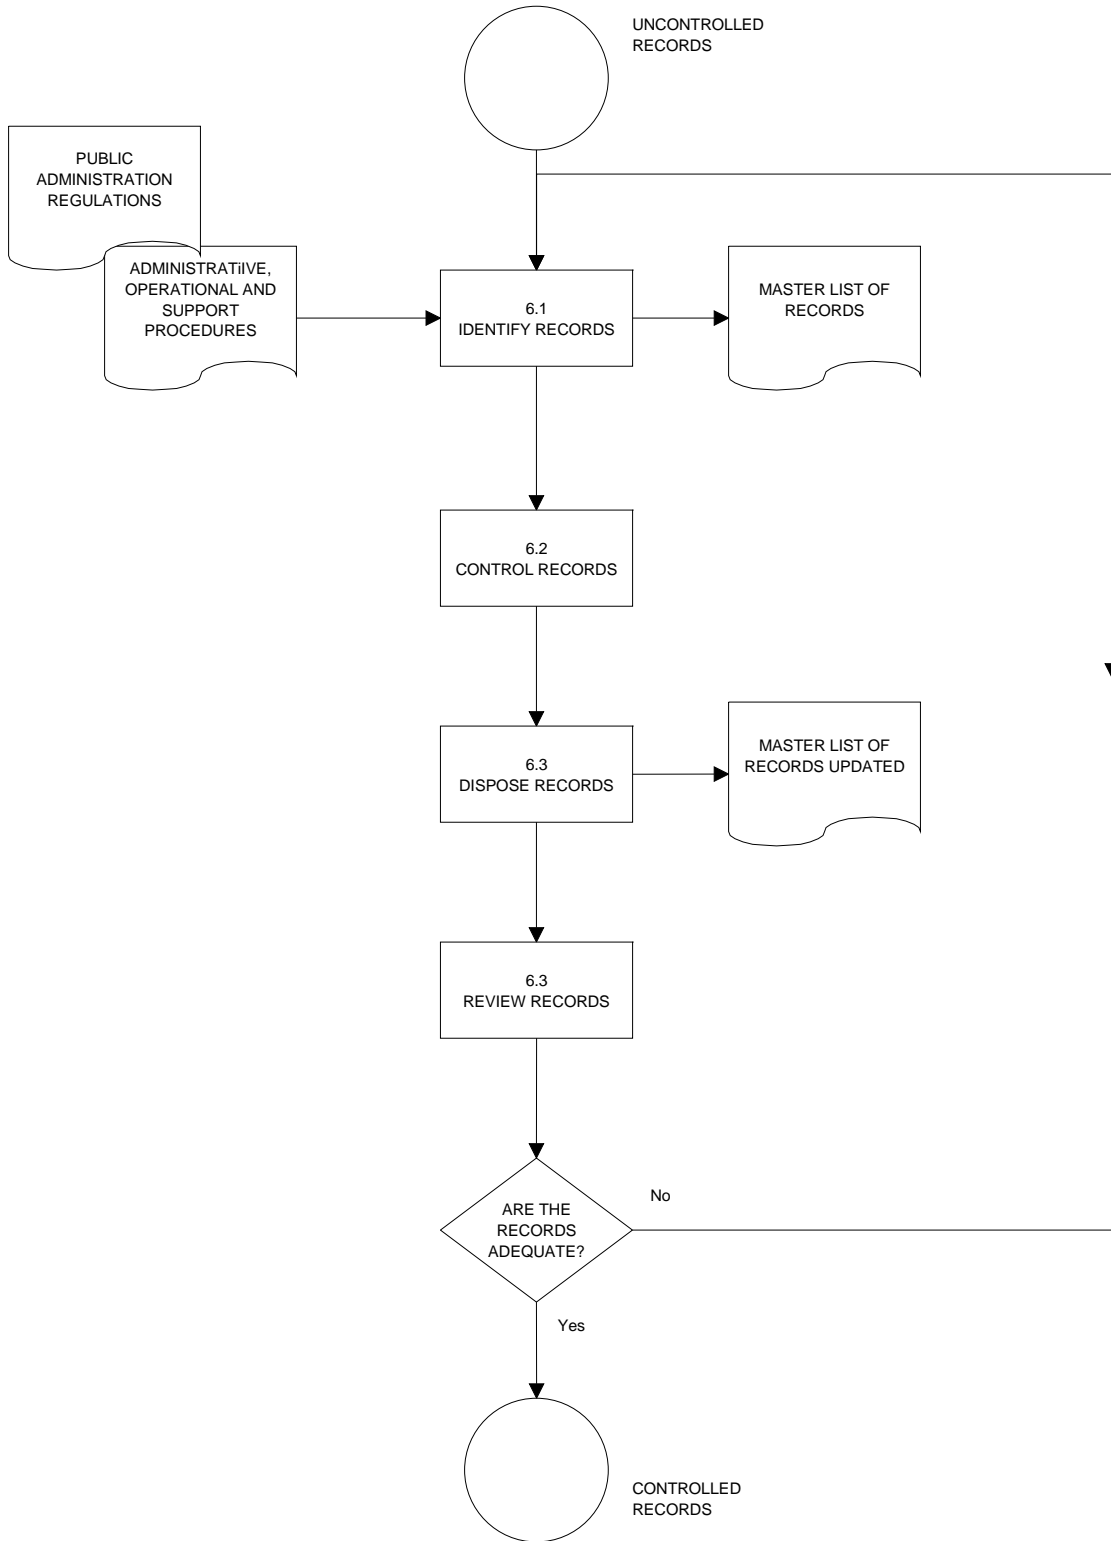 UNCONTROLLED
RECORDS
PUBLIC
ADMINISTRATION
REGULATIONS
ADMINISTRATiIVE,
OPERATIONAL AND
SUPPORT
PROCEDURES
6.1
IDENTIFY RECORDS
MASTER LIST OF
RECORDS
6.2
CONTROL RECORDS
6.3
DISPOSE RECORDS
MASTER LIST OF
RECORDS UPDATED
6.3
REVIEW RECORDS
ARE THE
RECORDS
ADEQUATE?
No
Yes
CONTROLLED
RECORDS